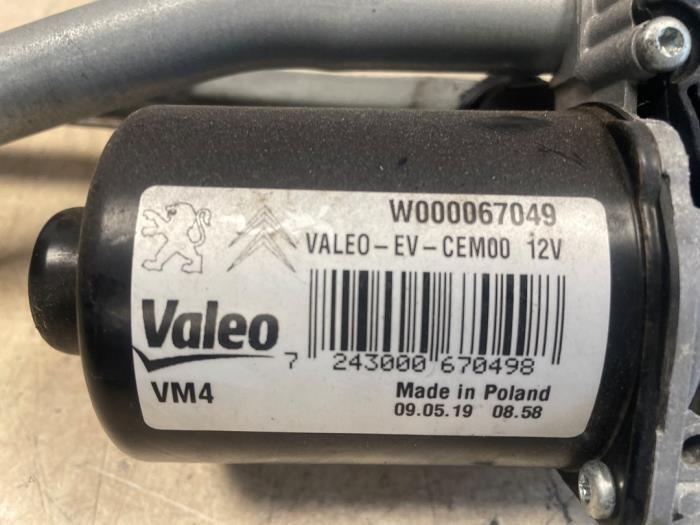 W000067049
VALEO-EV-CEM00 12V
Valeo
7 243000 670498
VM4
Made in Poland
09.05.19 08.58